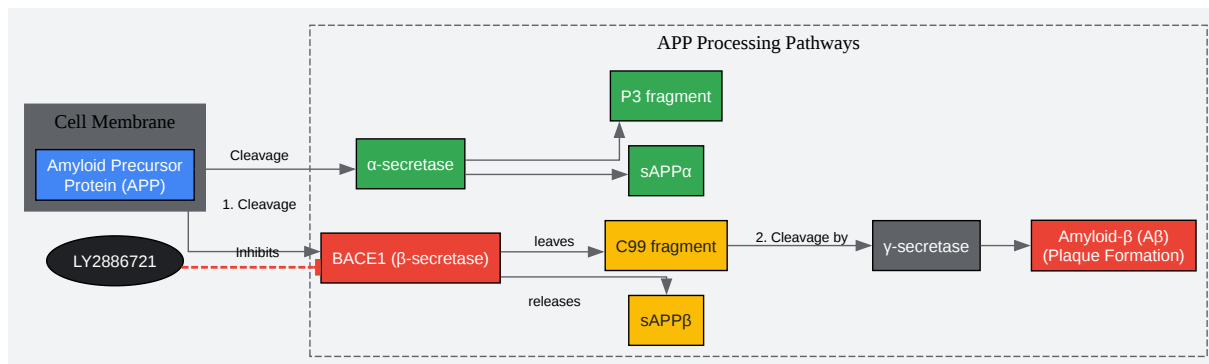 APP Processing Pathways
P3 fragment
Cell Membrane
Amyloid Precursor
Protein (APP)
Cleavage
α-secretase
sAPPα
1. Cleavage
LY2886721
Inhibits
BACE1 (β-secretase)
leaves
C99 fragment
2. Cleavage by
γ-secretase
Amyloid-β (Aβ)
(Plaque Formation)
releases
sAPPβ